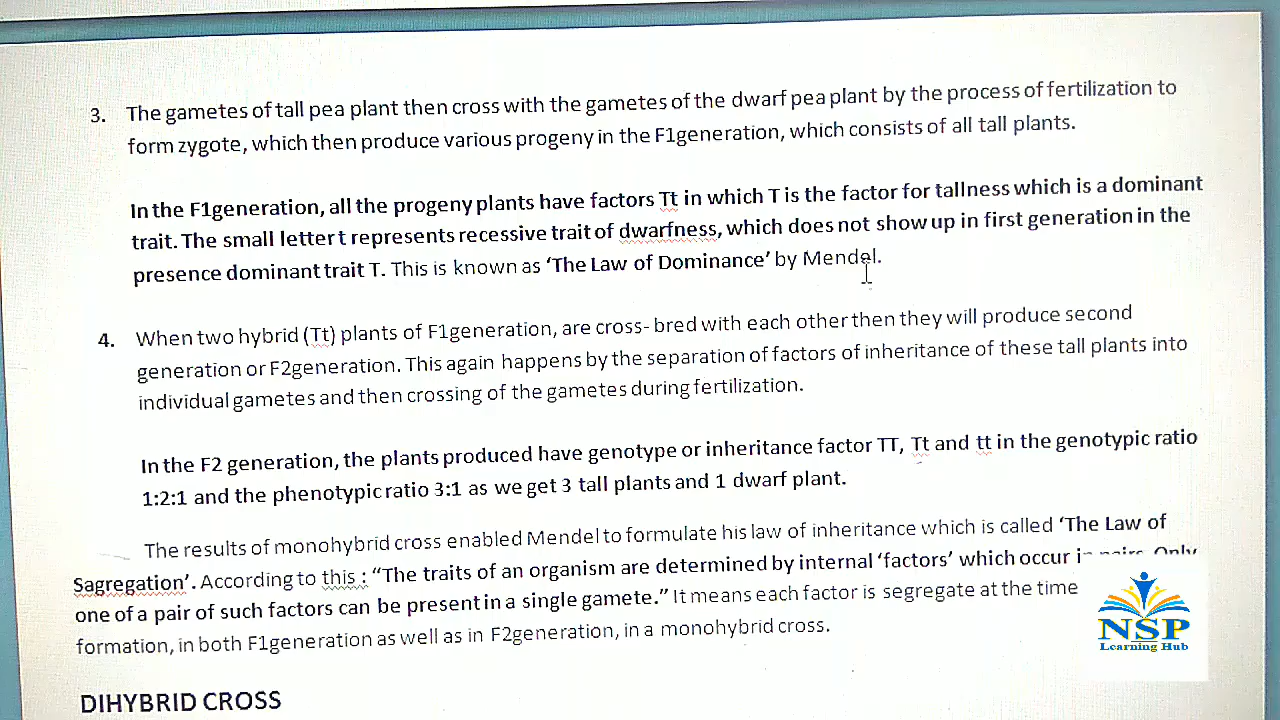 3. The gametes of tall pea plant then cross with the gametes of the dwarf pea plant by the process of fertilization to
form zygote, which then produce various progeny in the F1generation, which consists of all tall plants.
In the F1generation, all the progeny plants have factors Tt in which T is the factor for tallness which is a dominant
trait. The small letter t represents recessive trait of dwarfness, which does not show up in first generation in the
presence dominant trait T. This is known as ‘The Law of Dominance’ by Mendel.
4. When two hybrid (Tt) plants of F1generation, are cross- bred with each other then they will produce second
generation or F2generation. This again happens by the separation of factors of inheritance of these tall plants into
individual gametes and then crossing of the gametes during fertilization.
In the F2 generation, the plants produced have genotype or inheritance factor TT, Tt and tt in the genotypic ratio
1:2:1 and the phenotypic ratio 3:1 as we get 3 tall plants and 1 dwarf plant.
The results of monohybrid cross enabled Mendel to formulate his law of inheritance which is called ‘The Law of
Sagregation’. According to this : “The traits of an organism are determined by internal ‘factors’ which occur in pairs. Only
one of a pair of such factors can be present in a single gamete.” It means each factor is segregate at the time
formation, in both F1generation as well as in F2generation, in a monohybrid cross.
NSP
Learning Hub
DIHYBRID CROSS